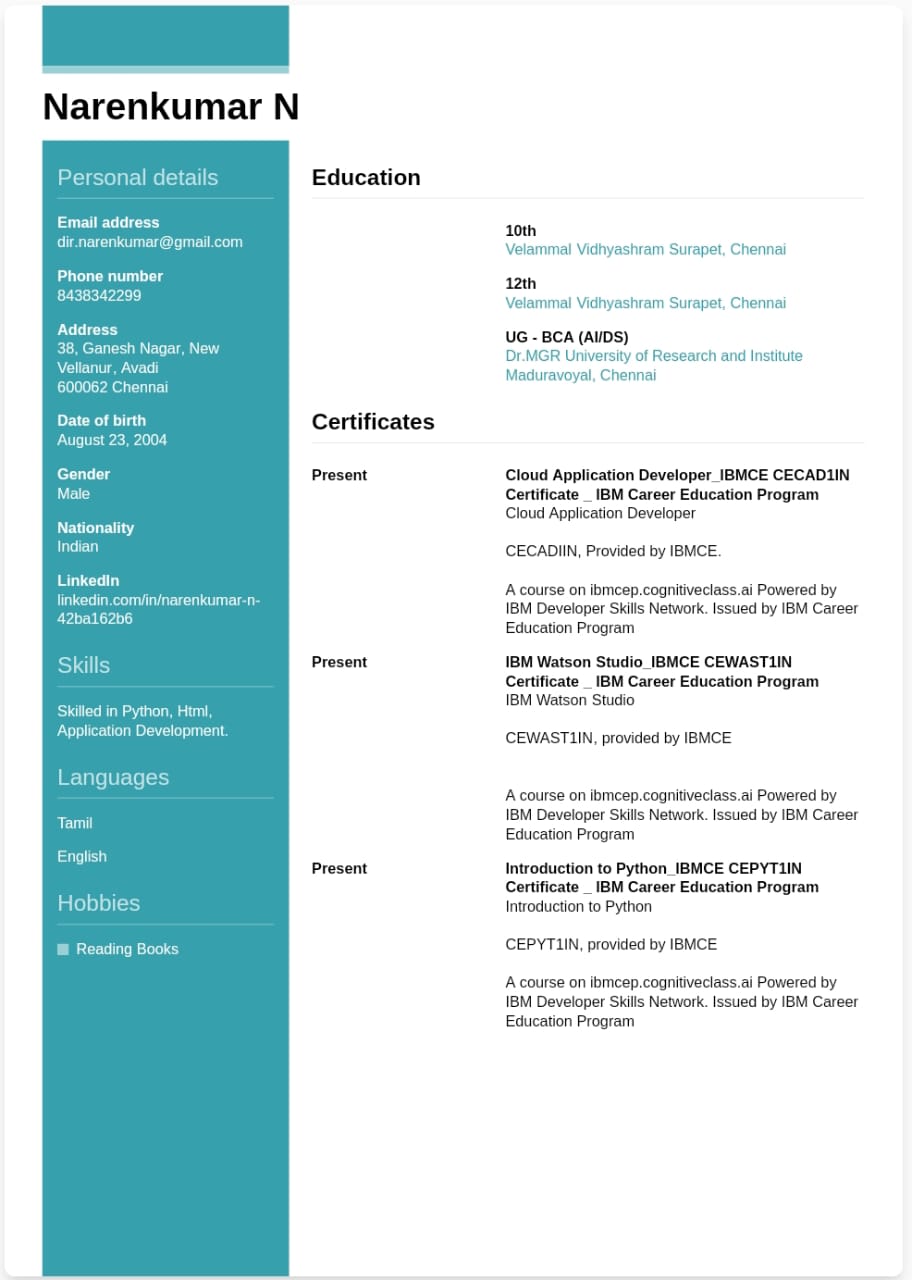 Narenkumar N
Personal details
Email address
dir.narenkumar@gmail.com
Phone number
8438342299
Address
38, Ganesh Nagar, New
Vellanur, Avadi
600062 Chennai
Date of birth
August 23, 2004
Gender
Male
Nationality
Indian
LinkedIn
linkedin.com/in/narenkumar-n-
42ba162b6
Skills
Skilled in Python, Html,
Application Development.
Languages
Tamil
English
Hobbies
Reading Books
Education
10th
Velammal Vidhyashram Surapet, Chennai
12th
Velammal Vidhyashram Surapet, Chennai
UG - BCA (AI/DS)
Dr.MGR University of Research and Institute
Maduravoyal, Chennai
Certificates
Present
Cloud Application Developer_IBMCE CECAD1IN
Certificate _ IBM Career Education Program
Cloud Application Developer
CECADIIN, Provided by IBMCE.
A course on ibmcep.cognitiveclass.ai Powered by
IBM Developer Skills Network. Issued by IBM Career
Education Program
Present
IBM Watson Studio_IBMCE CEWAST1IN
Certificate _ IBM Career Education Program
IBM Watson Studio
CEWAST1IN, provided by IBMCE
A course on ibmcep.cognitiveclass.ai Powered by
IBM Developer Skills Network. Issued by IBM Career
Education Program
Present
Introduction to Python_IBMCE CEPYT1IN
Certificate _ IBM Career Education Program
Introduction to Python
CEPYT1IN, provided by IBMCE
A course on ibmcep.cognitiveclass.ai Powered by
IBM Developer Skills Network. Issued by IBM Career
Education Program